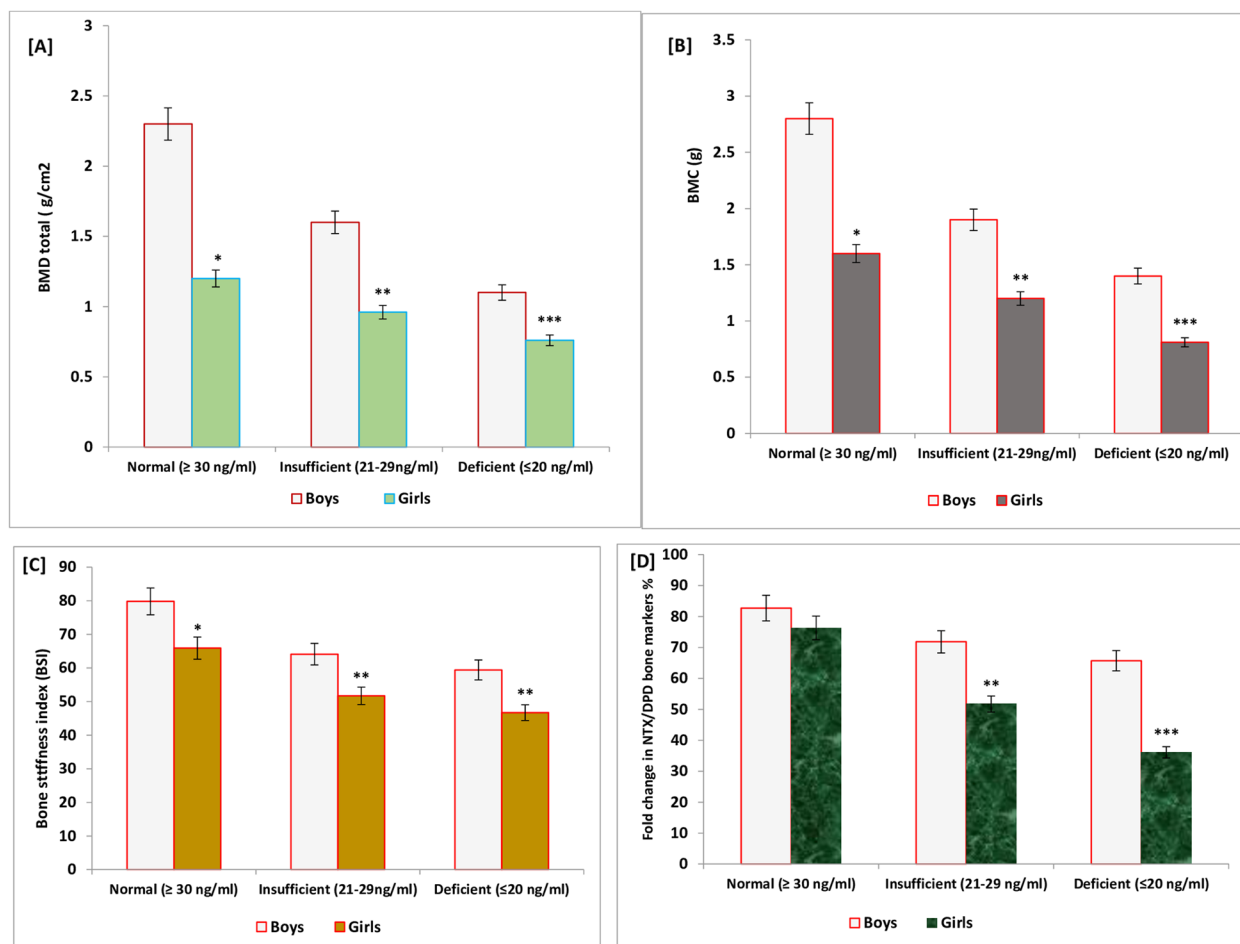 [A]
BMD total ( g/cm2
3
2.5
2
1.5
1
0.5
0
*
**
***
Normal (≥ 30 ng/ml) Insufficient (21-29ng/ml) Deficient (≤20 ng/ml)
Boys Girls
[B]
BMC (g)
3.5
3
2.5
2
1.5
1
0.5
0
*
**
***
Normal (≥ 30 ng/ml) Insufficient (21-29ng/ml) Deficient (≤20 ng/ml)
Boys Girls
[C]
Bone sttffness index (BSI)
90
80
70
60
50
40
30
20
10
0
*
**
**
Normal (≥ 30 ng/ml) Insufficient (21-29ng/ml) Deficient (≤20 ng/ml)
Boys Girls
[D]
Fold change in NTX/DPD bone markers %
100
90
80
70
60
50
40
30
20
10
0
**
***
Normal (≥ 30 ng/ml) Insufficient (21-29 ng/ml) Deficient (≤20 ng/ml)
Boys Girls